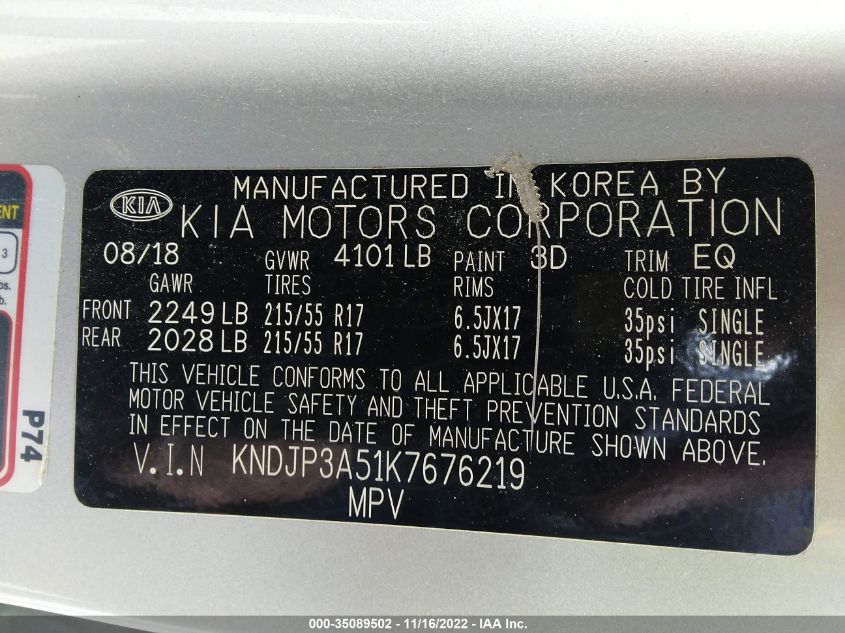 KIA
MANUFACTURED IN KOREA BY
KIA MOTORS CORPORATION
08/18 GVWR 4101 LB PAINT 3D TRIM EQ
GAWR TIRES RIMS COLD TIRE INFL
FRONT 2249 LB 215/55 R17 6.5JX17 35psi SINGLE
REAR 2028 LB 215/55 R17 6.5JX17 35psi SINGLE
THIS VEHICLE CONFORMS TO ALL APPLICABLE U.S.A. FEDERAL
MOTOR VEHICLE SAFETY AND THEFT PREVENTION STANDARDS
IN EFFECT ON THE DATE OF MANUFACTURE SHOWN ABOVE.
V.I.N KNDJP3A51K7676219
MPV
3
P74
000-35089502 - 11/16/2022 - IAA Inc.